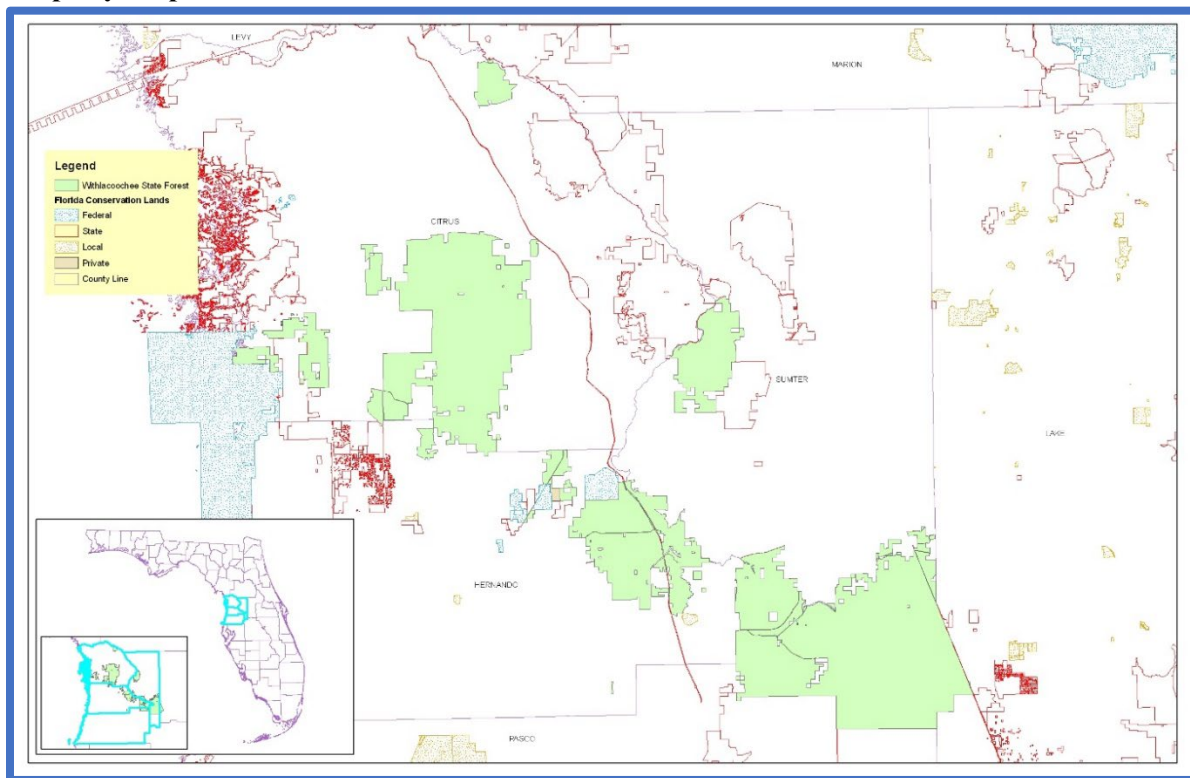 LEVY
MARION
Legend
Withlacoochee State Forest
Florida Conservation Lands
Federal
State
Local
Private
County Line
CITRUS
SUMTER
LAKE
HERNANDO
PASCO